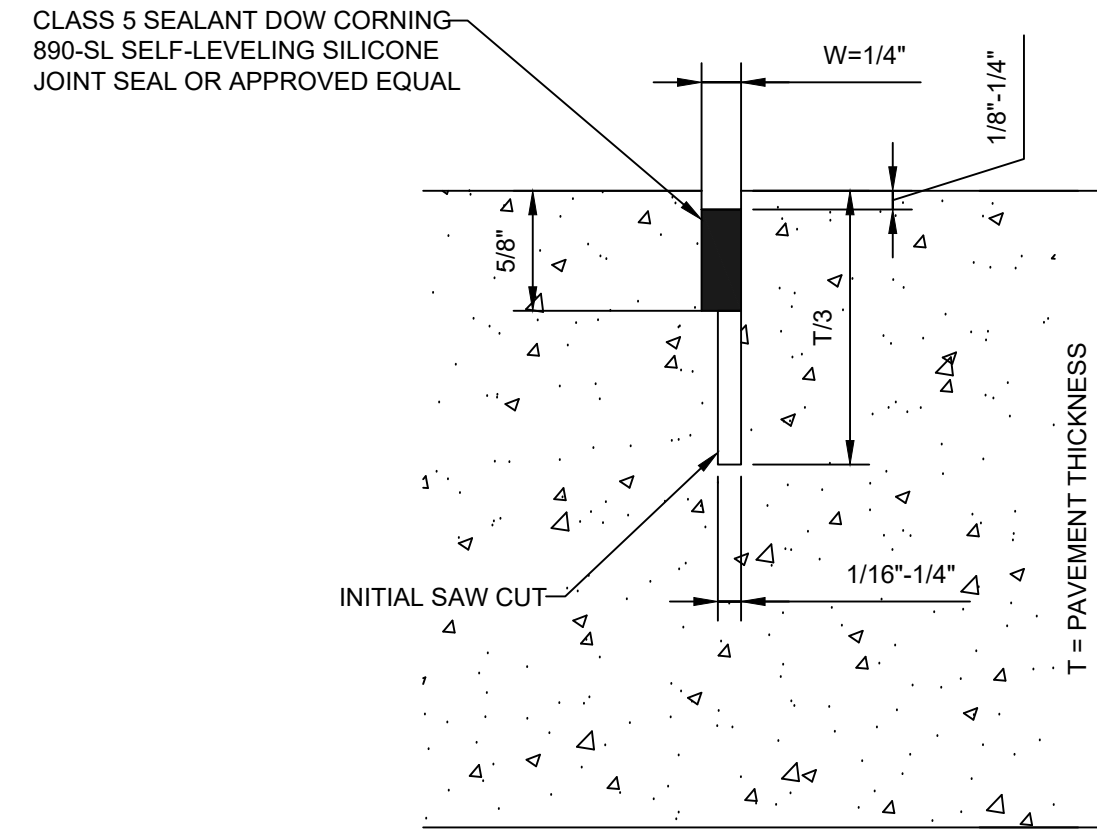 CLASS 5 SEALANT DOW CORNING
890-SL SELF-LEVELING SILICONE
JOINT SEAL OR APPROVED EQUAL
W=1/4"
1/8"-1/4"
5/8"
T/3
T = PAVEMENT THICKNESS
1/16"-1/4"
INITIAL SAW CUT